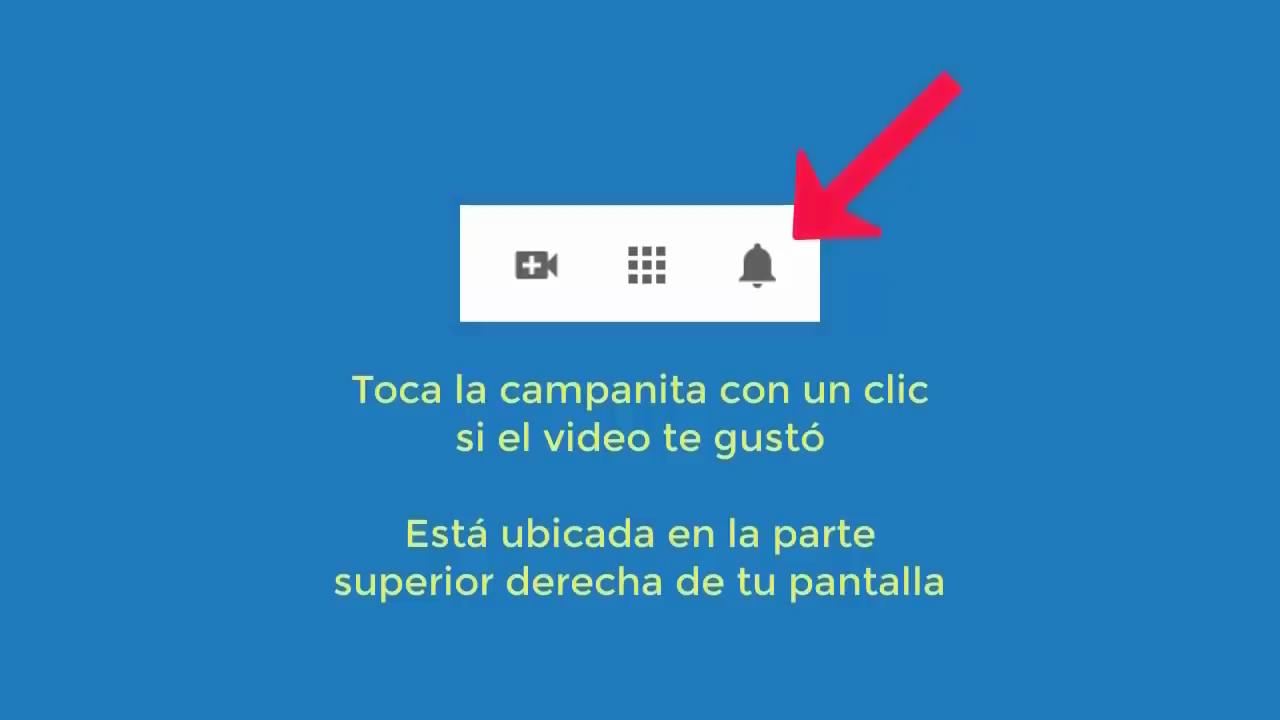 Toca la campanita con un clic
si el video te gustó
Está ubicada en la parte
superior derecha de tu pantalla